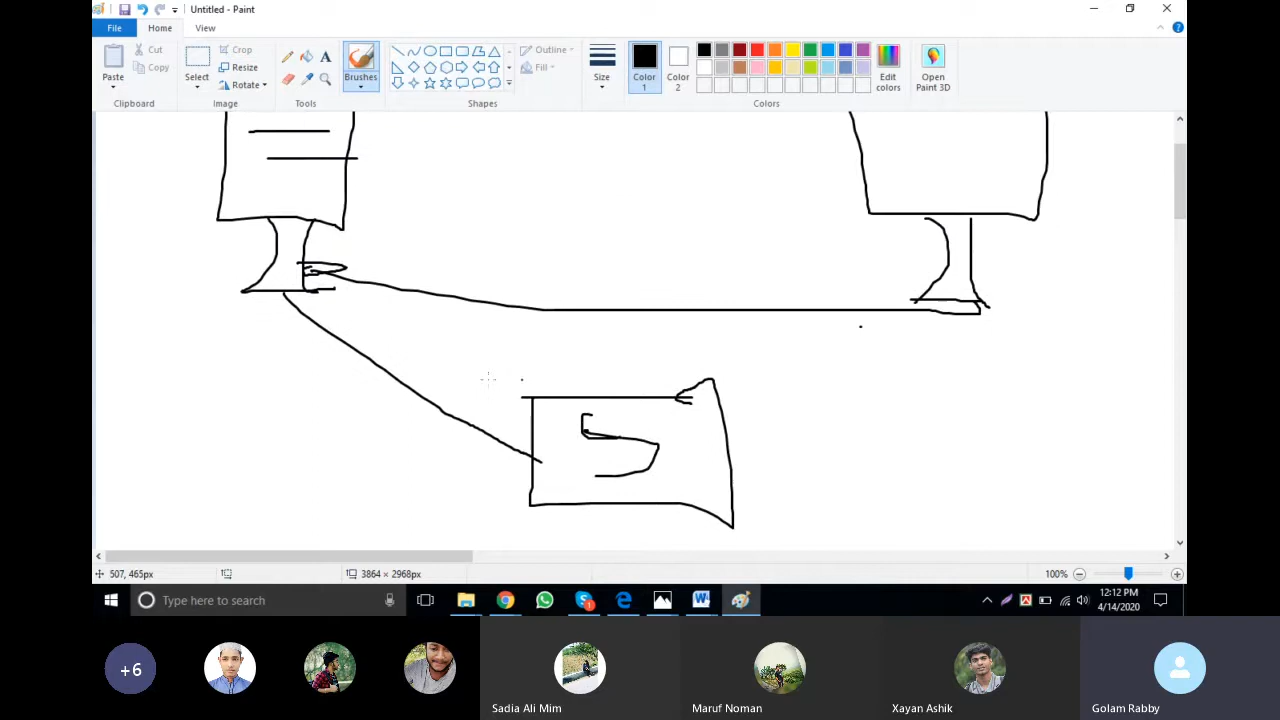 Untitled - Paint
File
Home
View
Paste
Cut
Copy
Clipboard
Select
Crop
Resize
Rotate
Image
A
Tools
Brushes
Shapes
Outline
Fill
Size
Color 1
Color 2
Colors
Edit colors
Open Paint 3D
S
507, 465px
3864 × 2968px
100%
Type here to search
12:12 PM
4/14/2020
+6
Sadia Ali Mim
Maruf Noman
Xayan Ashik
Golam Rabby